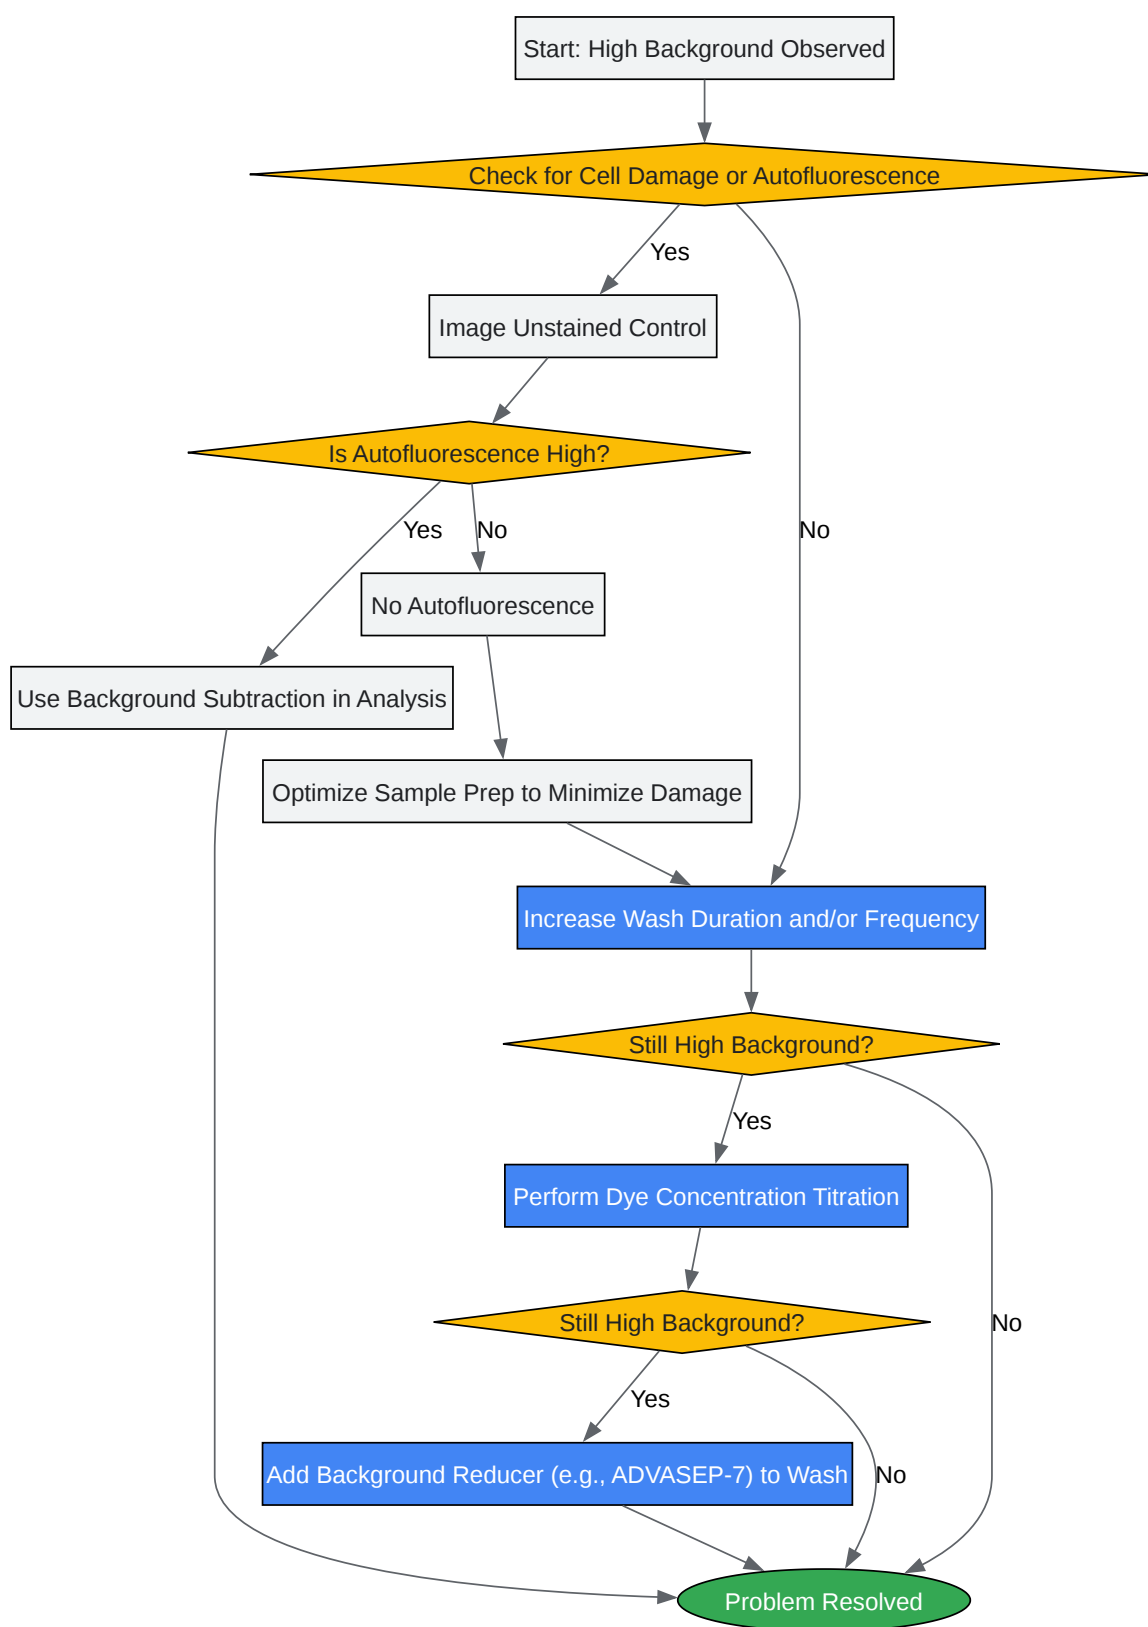 Start: High Background Observed
Check for Cell Damage or Autofluorescence
Yes
Image Unstained Control
Is Autofluorescence High?
Yes
No
No
No Autofluorescence
Use Background Subtraction in Analysis
Optimize Sample Prep to Minimize Damage
Increase Wash Duration and/or Frequency
Still High Background?
Yes
Perform Dye Concentration Titration
Still High Background?
No
Yes
Add Background Reducer (e.g., ADVASEP-7) to Wash
No
Problem Resolved